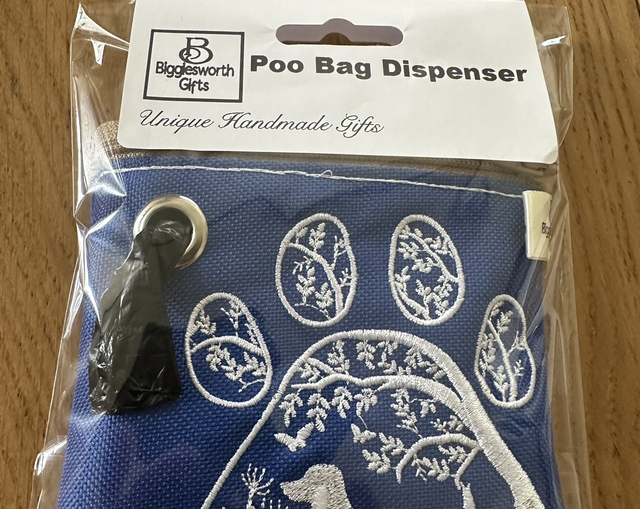 B
Bigglesworth
Gifts
Poo Bag Dispenser
Unique Handmade Gifts